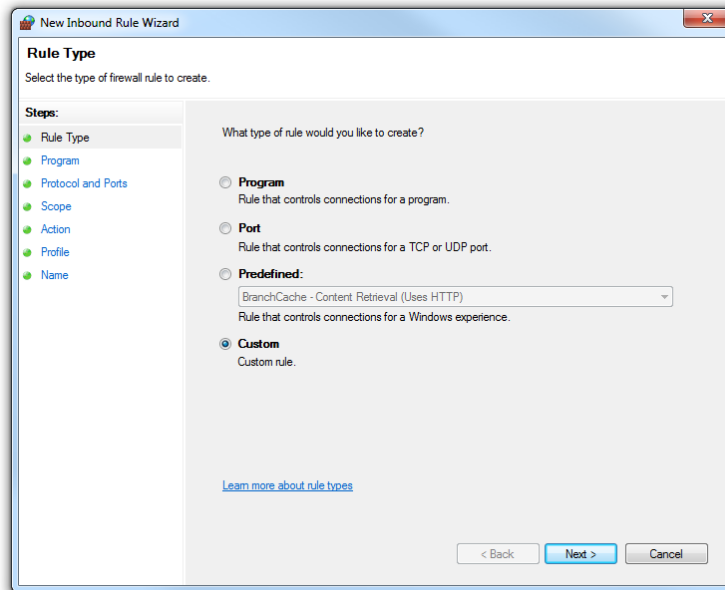 New Inbound Rule Wizard
Rule Type
Select the type of firewall rule to create.
Steps:
Rule Type
Program
Protocol and Ports
Scope
Action
Profile
Name
What type of rule would you like to create?
Program
Rule that controls connections for a program.
Port
Rule that controls connections for a TCP or UDP port.
Predefined:
BranchCache - Content Retrieval (Uses HTTP)
Rule that controls connections for a Windows experience.
Custom
Custom rule.
Learn more about rule types
< Back
Next >
Cancel